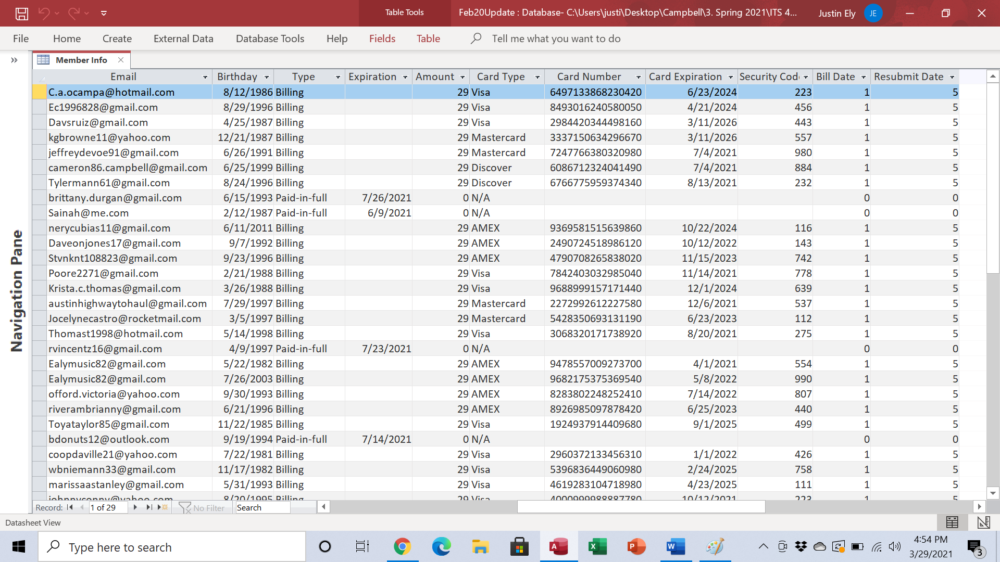 Table Tools
Feb20Update : Database- C:\Users\justi\Desktop\Campbell\3. Spring 2021\ITS 4...
Justin Ely JE
File Home Create External Data Database Tools Help Fields Table Tell me what you want to do
Member Info
Email Birthday Type Expiration Amount Card Type Card Number Card Expiration Security Cod Bill Date Resubmit Date
C.a.ocampa@hotmail.com 8/12/1986 Billing 29 Visa 6497133868230420 6/23/2024 223 1 5
Ec1996828@gmail.com 8/29/1996 Billing 29 Visa 8493016240580050 4/21/2024 456 1 5
Davsruiz@gmail.com 4/25/1987 Billing 29 Visa 2984420344498160 3/11/2026 443 1 5
kgbrowne11@yahoo.com 12/21/1987 Billing 29 Mastercard 3337150634296670 3/11/2026 557 1 5
jeffreydevoe91@gmail.com 6/26/1991 Billing 29 Mastercard 7247766380320980 7/4/2021 980 1 5
cameron86.campbell@gmail.com 6/25/1999 Billing 29 Discover 6086712324041490 7/4/2021 884 1 5
Tylermann61@gmail.com 8/24/1996 Billing 29 Discover 6766775959374340 8/13/2021 232 1 5
brittany.durgan@gmail.com 6/15/1993 Paid-in-full 7/26/2021 0 N/A 0 0
Sainah@me.com 2/12/1987 Paid-in-full 6/9/2021 0 N/A 0 0
nerycubias11@gmail.com 6/11/2011 Billing 29 AMEX 9369581515639860 10/22/2024 116 1 5
Daveonjones17@gmail.com 9/7/1992 Billing 29 AMEX 2490724518986120 10/12/2022 143 1 5
Stvnknt108823@gmail.com 9/23/1996 Billing 29 AMEX 4790708265838020 11/15/2023 742 1 5
Poore2271@gmail.com 2/21/1988 Billing 29 Visa 7842403032985040 11/14/2021 778 1 5
Krista.c.thomas@gmail.com 3/26/1988 Billing 29 Visa 9688999157171440 12/1/2024 639 1 5
austinhighwaytohaul@gmail.com 7/29/1997 Billing 29 Mastercard 2272992612227580 12/6/2021 537 1 5
Jocelynecastro@rocketmail.com 3/5/1997 Billing 29 Mastercard 5428350693131190 6/23/2023 112 1 5
Thomast1998@hotmail.com 5/14/1998 Billing 29 Visa 3068320171738920 8/20/2021 275 1 5
rvincentz16@gmail.com 4/9/1997 Paid-in-full 7/23/2021 0 N/A 0 0
Ealymusic82@gmail.com 5/22/1982 Billing 29 AMEX 9478557009273700 4/1/2021 554 1 5
Ealymusic82@gmail.com 7/26/2003 Billing 29 AMEX 9682175375369540 5/8/2022 990 1 5
offord.victoria@yahoo.com 9/30/1993 Billing 29 AMEX 8283802248252410 7/14/2022 807 1 5
riverambrianny@gmail.com 6/21/1996 Billing 29 AMEX 8926985097878420 6/25/2023 440 1 5
Toyataylor85@gmail.com 11/22/1985 Billing 29 Visa 1924937914409680 9/1/2025 499 1 5
bdonuts12@outlook.com 9/19/1994 Paid-in-full 7/14/2021 0 N/A 0 0
coopdaville21@yahoo.com 7/22/1981 Billing 29 Visa 2960372133456310 1/1/2022 426 1 5
wbniemann33@gmail.com 11/17/1982 Billing 29 Visa 5396836449060980 2/24/2025 758 1 5
marissaastanley@gmail.com 5/31/1993 Billing 29 Visa 4619283104718980 4/23/2025 111 1 5
Navigation Pane
Record: 1 of 29 No Filter Search
Datasheet View
Type here to search
4:54 PM
3/29/2021
3